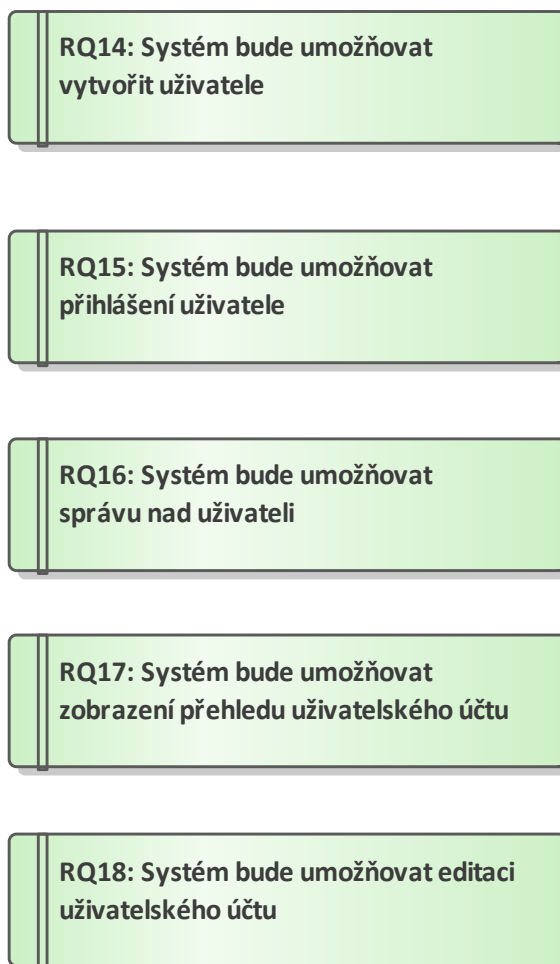 RQ14: Systém bude umožňovat
vytvořit uživatele
RQ15: Systém bude umožňovat
přihlášení uživatele
RQ16: Systém bude umožňovat
správu nad uživateli
RQ17: Systém bude umožňovat
zobrazení přehledu uživatelského účtu
RQ18: Systém bude umožňovat editaci
uživatelského účtu